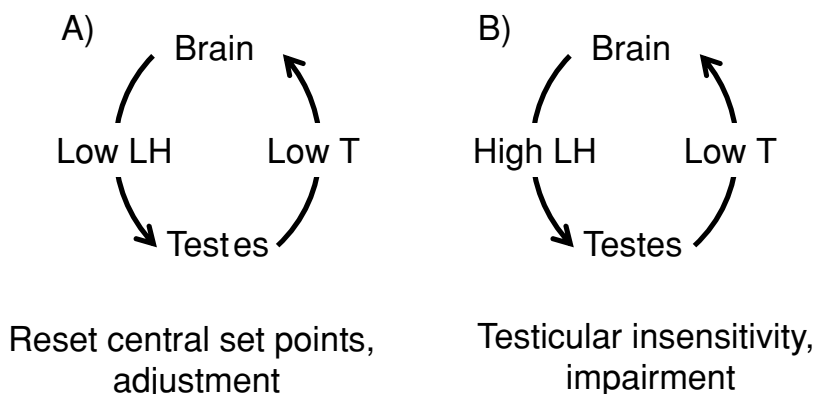 A)
Brain
Low LH
Low T
Testes
Reset central set points,
adjustment
B)
Brain
High LH
Low T
Testes
Testicular insensitivity,
impairment